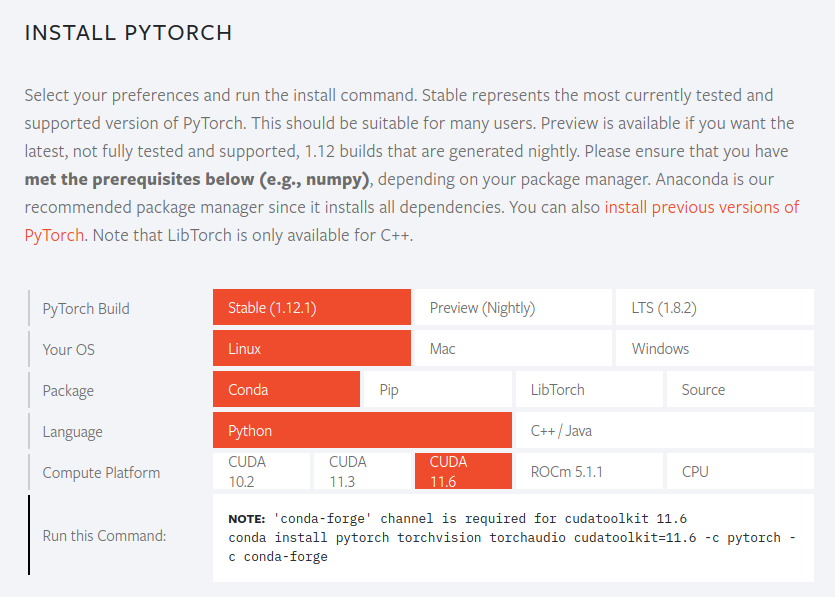 INSTALL PYTORCH
Select your preferences and run the install command. Stable represents the most currently tested and
supported version of PyTorch. This should be suitable for many users. Preview is available if you want the
latest, not fully tested and supported, 1.12 builds that are generated nightly. Please ensure that you have
met the prerequisites below (e.g., numpy), depending on your package manager. Anaconda is our
recommended package manager since it installs all dependencies. You can also install previous versions of
PyTorch. Note that LibTorch is only available for C++.
PyTorch Build Stable (1.12.1) Preview (Nightly) LTS (1.8.2)
Your OS Linux Mac Windows
Package Conda Pip LibTorch Source
Language Python C++ / Java
Compute Platform CUDA 10.2 CUDA 11.3 CUDA 11.6 ROCm 5.1.1 CPU
Run this Command:
NOTE: 'conda-forge' channel is required for cudatoolkit 11.6
conda install pytorch torchvision torchaudio cudatoolkit=11.6 -c pytorch -
c conda-forge